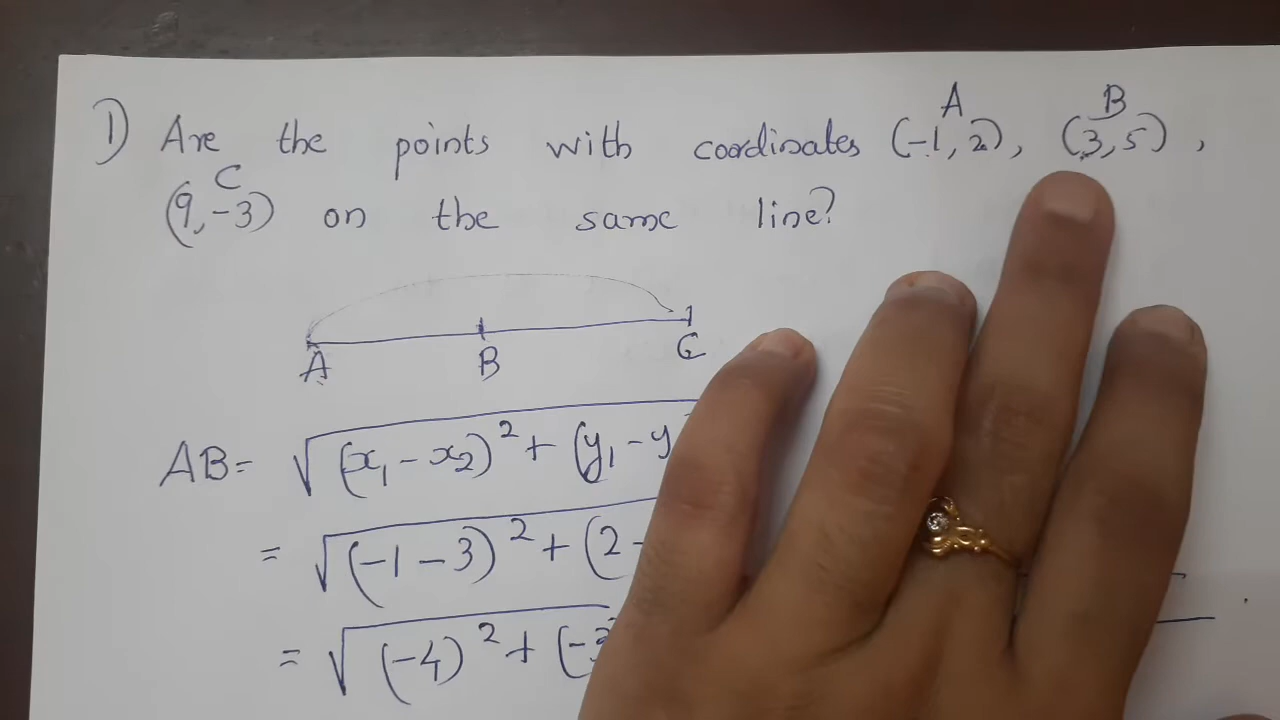 1) Are the points with coordinates (-1, 2), (3, 5),
A B
(9, -3) on the same line?
C
A B C
AB = √(x₁ - x₂)² + (y₁ - y
= √(-1 - 3)² + (2 -
= √(-4)² + (-3